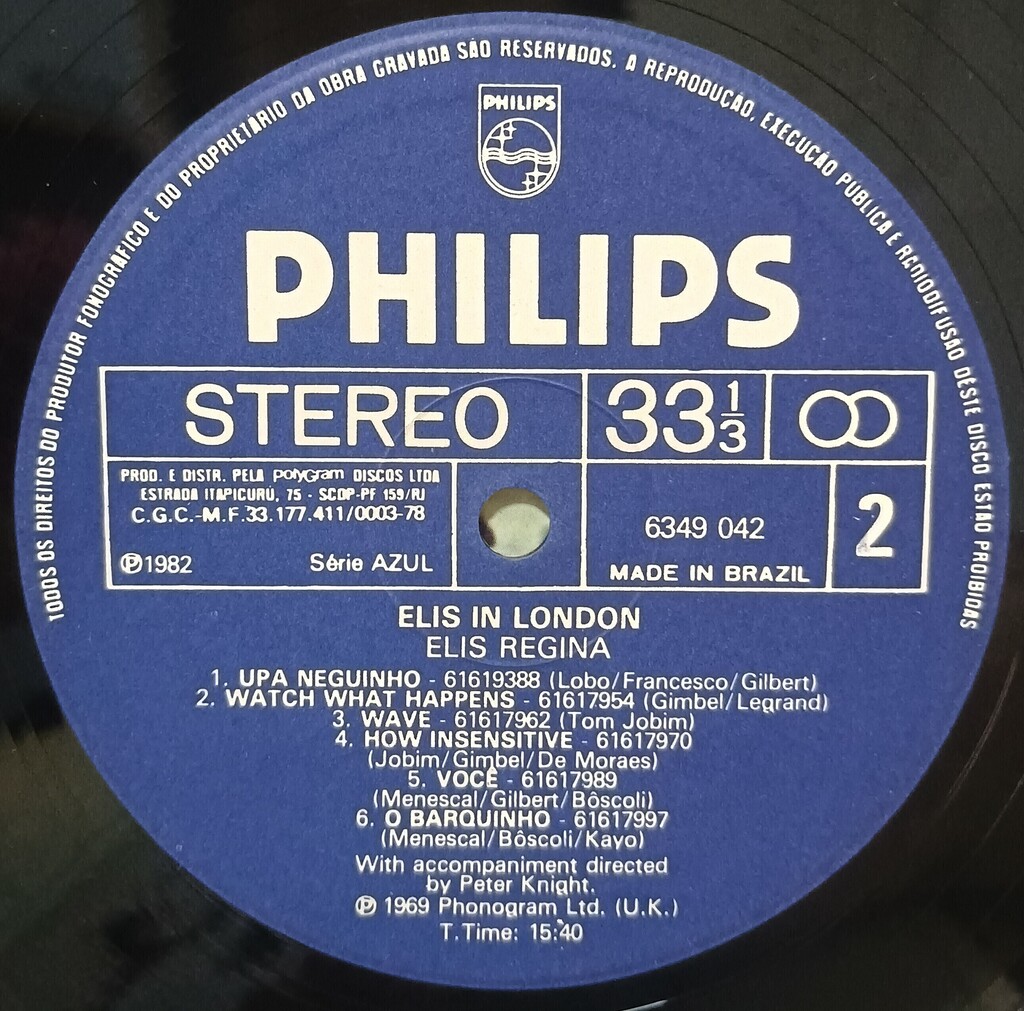 TODOS OS DIREITOS DO PRODUTOR FONOGRAFICO E DO PROPRIETÁRIO DA OBRA GRAVADA SÃO RESERVADOS. A REPRODUÇÃO, EXECUÇÃO PUBLICA E RADIODIFUSÃO DESTE DISCO ESTÃO PROIBIDAS
PHILIPS
PHILIPS
STEREO 33 1/3
PROD. E DISTR. PELA polygram DISCOS LTDA
ESTRADA ITAPICURÚ, 75 - SCDP-PF 159/RJ
C.G.C.-M.F.33.177.411/0003-78
℗1982 Série AZUL
6349 042
MADE IN BRAZIL
2
ELIS IN LONDON
ELIS REGINA
1. UPA NEGUINHO - 61619388 (Lobo/Francesco/Gilbert)
2. WATCH WHAT HAPPENS - 61617954 (Gimbel/Legrand)
3. WAVE - 61617962 (Tom Jobim)
4. HOW INSENSITIVE - 61617970
(Jobim/Gimbel/De Moraes)
5. VOCÊ - 61617989
(Menescal/Gilbert/Bôscoli)
6. O BARQUINHO - 61617997
(Menescal/Bôscoli/Kayo)
With accompaniment directed
by Peter Knight.
℗ 1969 Phonogram Ltd. (U.K.)
T.Time: 15:40